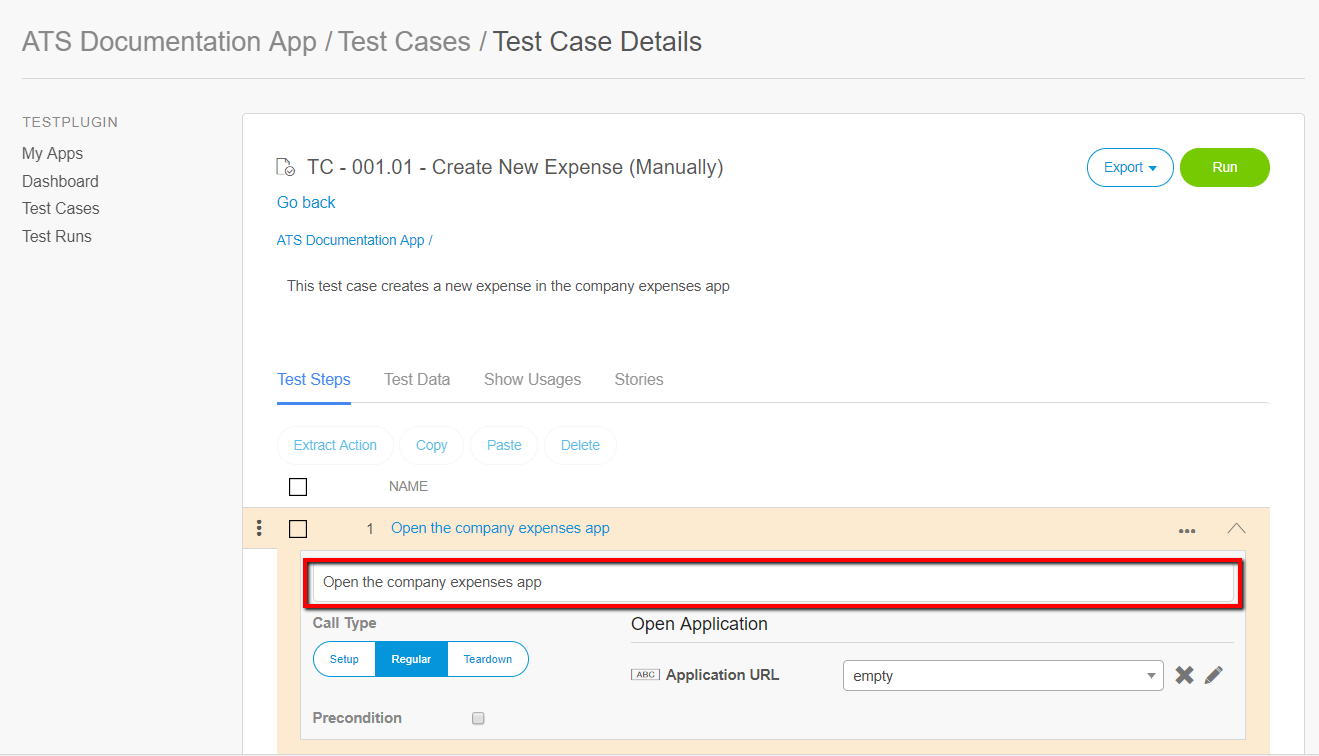 ATS Documentation App / Test Cases / Test Case Details
TESTPLUGIN
My Apps
Dashboard
Test Cases
Test Runs
TC - 001.01 - Create New Expense (Manually)
Export
Run
Go back
ATS Documentation App /
This test case creates a new expense in the company expenses app
Test Steps
Test Data
Show Usages
Stories
Extract Action
Copy
Paste
Delete
NAME
1 Open the company expenses app
Open the company expenses app
Call Type
Setup
Regular
Teardown
Precondition
Open Application
ABC Application URL
empty